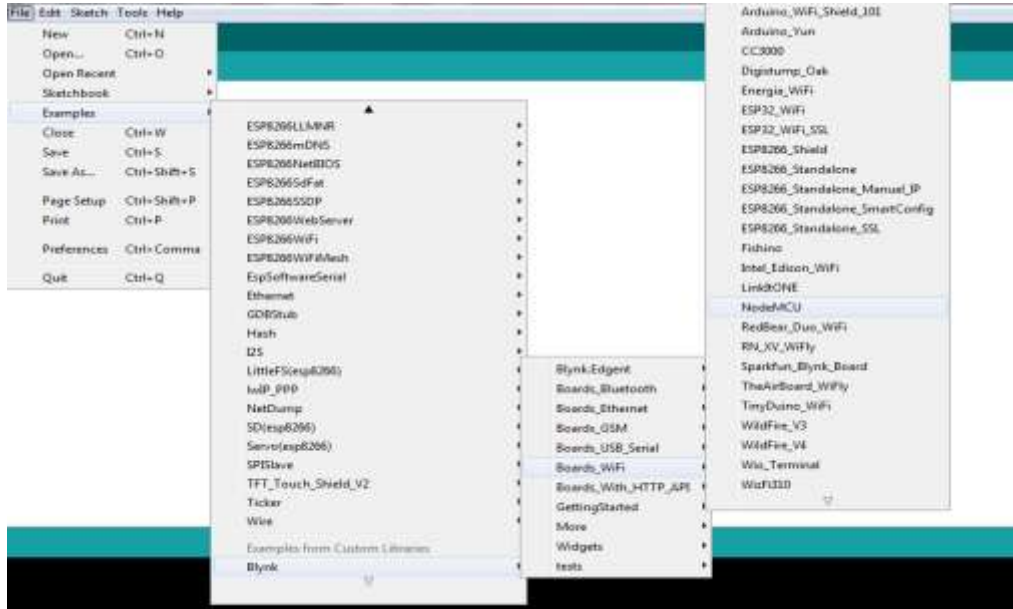 File Edit Sketch Tools Help
New Ctrl+N
Open... Ctrl+O
Open Recent
Sketchbook
Examples
Close Ctrl+W
Save Ctrl+S
Save As... Ctrl+Shift+S
Page Setup Ctrl+Shift+P
Print Ctrl+P
Preferences Ctrl+Comma
Quit Ctrl+Q
ESP8266LLMNR
ESP8266mDNS
ESP8266NetBIOS
ESP8266SdFat
ESP8266SSDP
ESP8266WebServer
ESP8266WiFi
ESP8266WiFiMesh
EspSoftwareSerial
Ethernet
GDBStub
Hash
I2S
LittleFS(esp8266)
lwIP_PPP
NetDump
SD(esp8266)
Servo(esp8266)
SPISlave
TFT_Touch_Shield_V2
Ticker
Wire
Examples from Custom Libraries
Blynk
Blynk.Edgent
Boards_Bluetooth
Boards_Ethernet
Boards_GSM
Boards_USB_Serial
Boards_WiFi
Boards_With_HTTP_API
GettingStarted
More
Widgets
tests
Arduino_WiFi_Shield_101
Arduino_Yun
CC3000
Digistump_Oak
Energia_WiFi
ESP32_WiFi
ESP32_WiFi_SSL
ESP8266_Shield
ESP8266_Standalone
ESP8266_Standalone_Manual_IP
ESP8266_Standalone_SmartConfig
ESP8266_Standalone_SSL
Fishino
Intel_Edison_WiFi
LinkItONE
NodeMCU
RedBear_Duo_WiFi
RN_XV_WiFly
Sparkfun_Blynk_Board
TheAirBoard_WiFly
TinyDuino_WiFi
WildFire_V3
WildFire_V4
Wio_Terminal
WizFi310